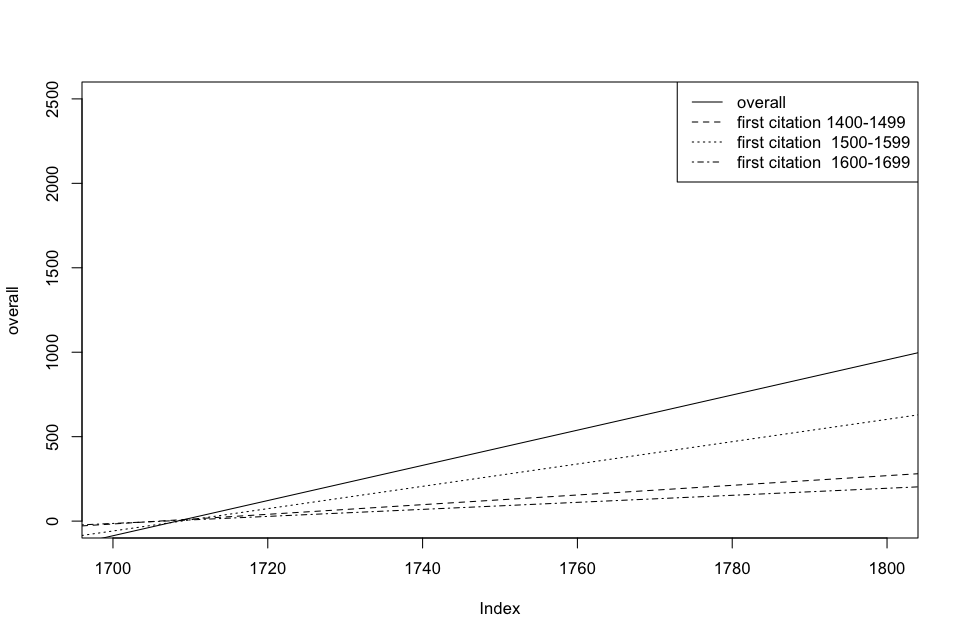 overall
first citation 1400-1499
first citation  1500-1599
first citation  1600-1699
2500
2000
1500
1000
500
0
overall
1700 1720 1740 1760 1780 1800
Index